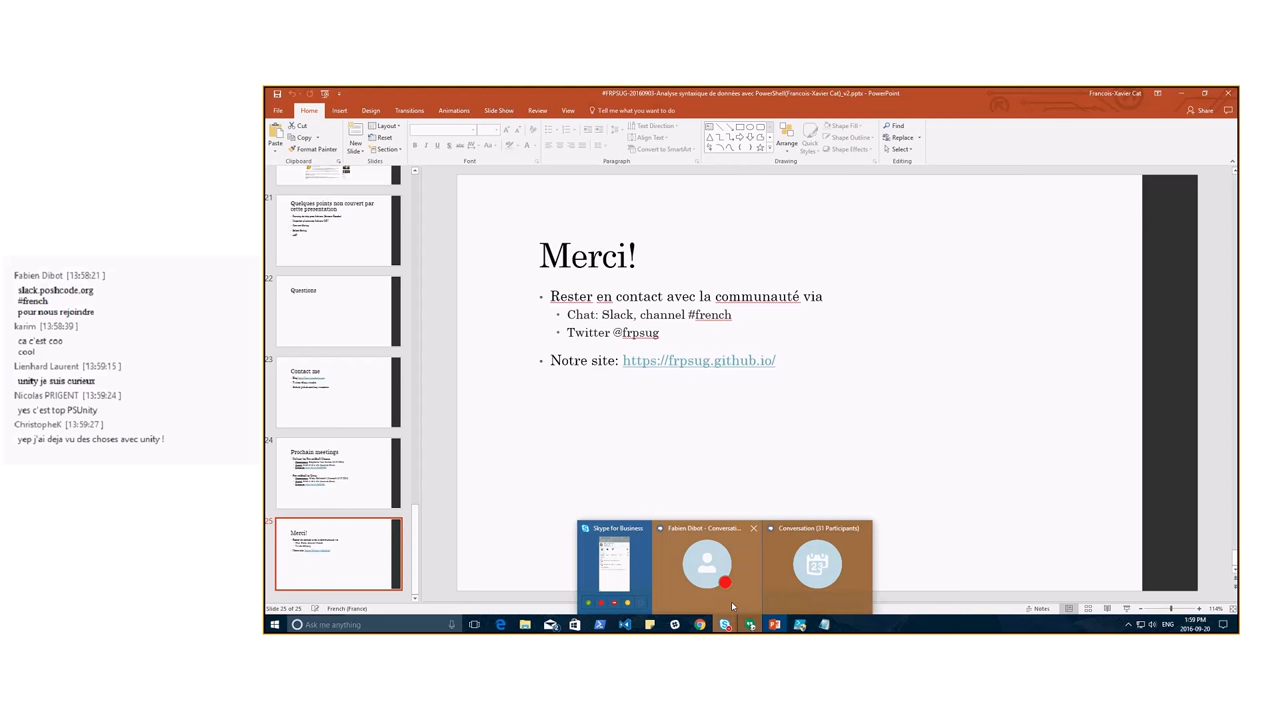 Fabien Dibot [13:58:21]
slack.poshcode.org
#french
pour nous rejoindre
karim [13:58:39]
ca c'est coo
cool
Lienhard Laurent [13:59:15]
unity je suis curieux
Nicolas PRIGENT [13:59:24]
yes c'est top PSUnity
ChristopheK [13:59:27]
yep j'ai deja vu des choses avec unity !
#FRPSUG-20160903-Analyse syntaxique de données avec PowerShell(Francois-Xavier Cat)_v2.pptx - PowerPoint
Francois-Xavier Cat
File Home Insert Design Transitions Animations Slide Show Review View Tell me what you want to do
Share
Paste
Cut
Copy
Format Painter
Clipboard
New Slide
Layout
Reset
Section
Slides
Font
Text Direction
Align Text
Convert to SmartArt
Paragraph
Arrange
Quick Styles
Shape Fill
Shape Outline
Shape Effects
Drawing
Find
Replace
Select
Editing
21
Quelques points non couvert par cette presentation
22
Questions
23
Contact me
24
Prochain meetings
25
Merci!
Merci!
Rester en contact avec la communauté via
Chat: Slack, channel #french
Twitter @frpsug
Notre site: https://frpsug.github.io/
Skype for Business
Fabien Dibot - Conversati...
Conversation (31 Participants)
23
Slide 25 of 25 French (France)
Notes
114%
Ask me anything
ENG
1:59 PM
2016-09-20